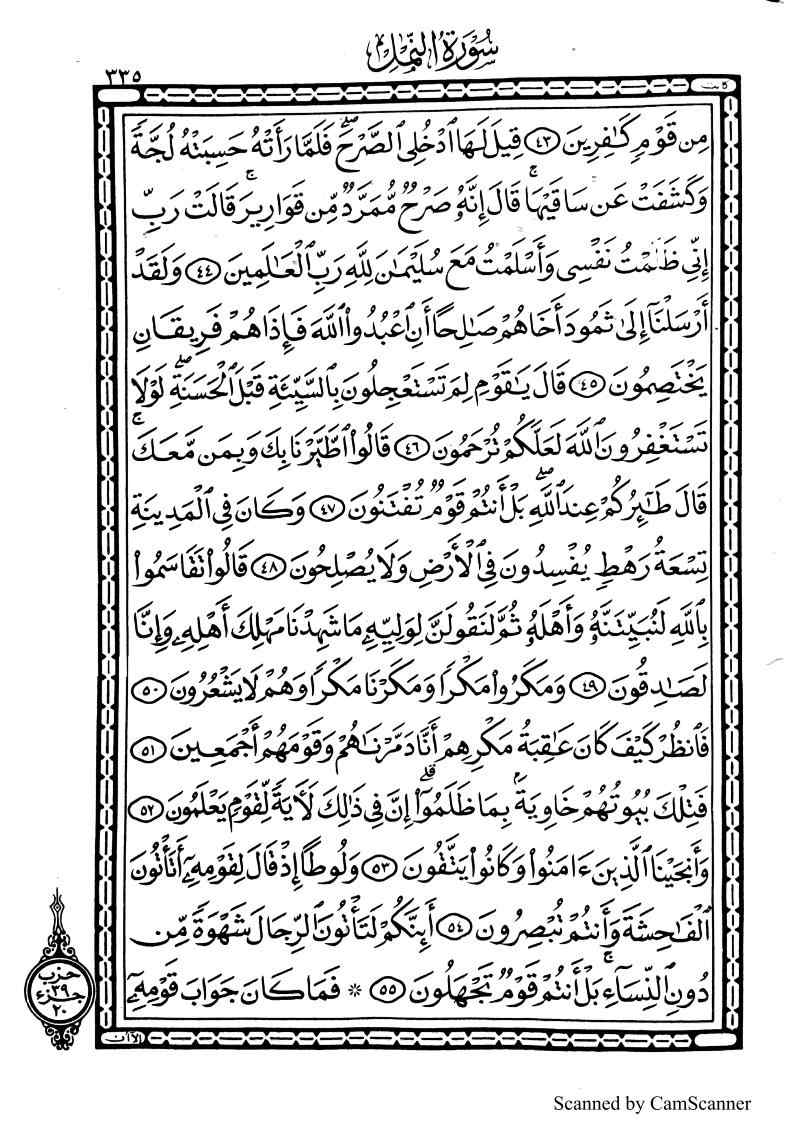 سُورَةُ النَّمْلِ
٣٣٥
مِن قَوْمٍ كَٰفِرِينَ ٤٣ قِيلَ لَهَا ٱدْخُلِى ٱلصَّرْحَۖ فَلَمَّا رَأَتْهُ حَسِبَتْهُ لُجَّةً
وَكَشَفَتْ عَن سَاقَيْهَاۚ قَالَ إِنَّهُۥ صَرْحٌ مُّمَرَّدٌ مِّن قَوَارِيرَۚ قَالَتْ رَبِّ
إِنِّى ظَلَمْتُ نَفْسِى وَأَسْلَمْتُ مَعَ سُلَيْمَٰنَ لِلَّهِ رَبِّ ٱلْعَٰلَمِينَ ٤٤ وَلَقَدْ
أَرْسَلْنَآ إِلَىٰ ثَمُودَ أَخَاهُمْ صَٰلِحًا أَنِ ٱعْبُدُوا۟ ٱللَّهَ فَإِذَا هُمْ فَرِيقَانِ
يَخْتَصِمُونَ ٤٥ قَالَ يَٰقَوْمِ لِمَ تَسْتَعْجِلُونَ بِٱلسَّيِّئَةِ قَبْلَ ٱلْحَسَنَةِۖ لَوْلَا
تَسْتَغْفِرُونَ ٱللَّهَ لَعَلَّكُمْ تُرْحَمُونَ ٤٦ قَالُوا۟ ٱطَّيَّرْنَا بِكَ وَبِمَن مَّعَكَۚ
قَالَ طَٰٓئِرُكُمْ عِندَ ٱللَّهِۖ بَلْ أَنتُمْ قَوْمٌ تُفْتَنُونَ ٤٧ وَكَانَ فِى ٱلْمَدِينَةِ
تِسْعَةُ رَهْطٍ يُفْسِدُونَ فِى ٱلْأَرْضِ وَلَا يُصْلِحُونَ ٤٨ قَالُوا۟ تَقَاسَمُوا۟
بِٱللَّهِ لَنُبَيِّتَنَّهُۥ وَأَهْلَهُۥ ثُمَّ لَنَقُولَنَّ لِوَلِيِّهِۦ مَا شَهِدْنَا مَهْلِكَ أَهْلِهِۦ وَإِنَّا
لَصَٰدِقُونَ ٤٩ وَمَكَرُوا۟ مَكْرًا وَمَكَرْنَا مَكْرًا وَهُمْ لَا يَشْعُرُونَ ٥٠
فَٱنظُرْ كَيْفَ كَانَ عَٰقِبَةُ مَكْرِهِمْ أَنَّا دَمَّرْنَٰهُمْ وَقَوْمَهُمْ أَجْمَعِينَ ٥١
فَتِلْكَ بُيُوتُهُمْ خَاوِيَةًۢ بِمَا ظَلَمُوٓا۟ۗ إِنَّ فِى ذَٰلِكَ لَءَايَةً لِّقَوْمٍ يَعْلَمُونَ ٥٢
وَأَنجَيْنَا ٱلَّذِينَ ءَامَنُوا۟ وَكَانُوا۟ يَتَّقُونَ ٥٣ وَلُوطًا إِذْ قَالَ لِقَوْمِهِۦٓ أَتَأْتُونَ
ٱلْفَٰحِشَةَ وَأَنتُمْ تُبْصِرُونَ ٥٤ أَئِنَّكُمْ لَتَأْتُونَ ٱلرِّجَالَ شَهْوَةً مِّن
دُونِ ٱلنِّسَآءِۚ بَلْ أَنتُمْ قَوْمٌ تَجْهَلُونَ ٥٥ * فَمَا كَانَ جَوَابَ قَوْمِهِۦٓ
حزب
٣٩
جزء
٢٠
Scanned by CamScanner